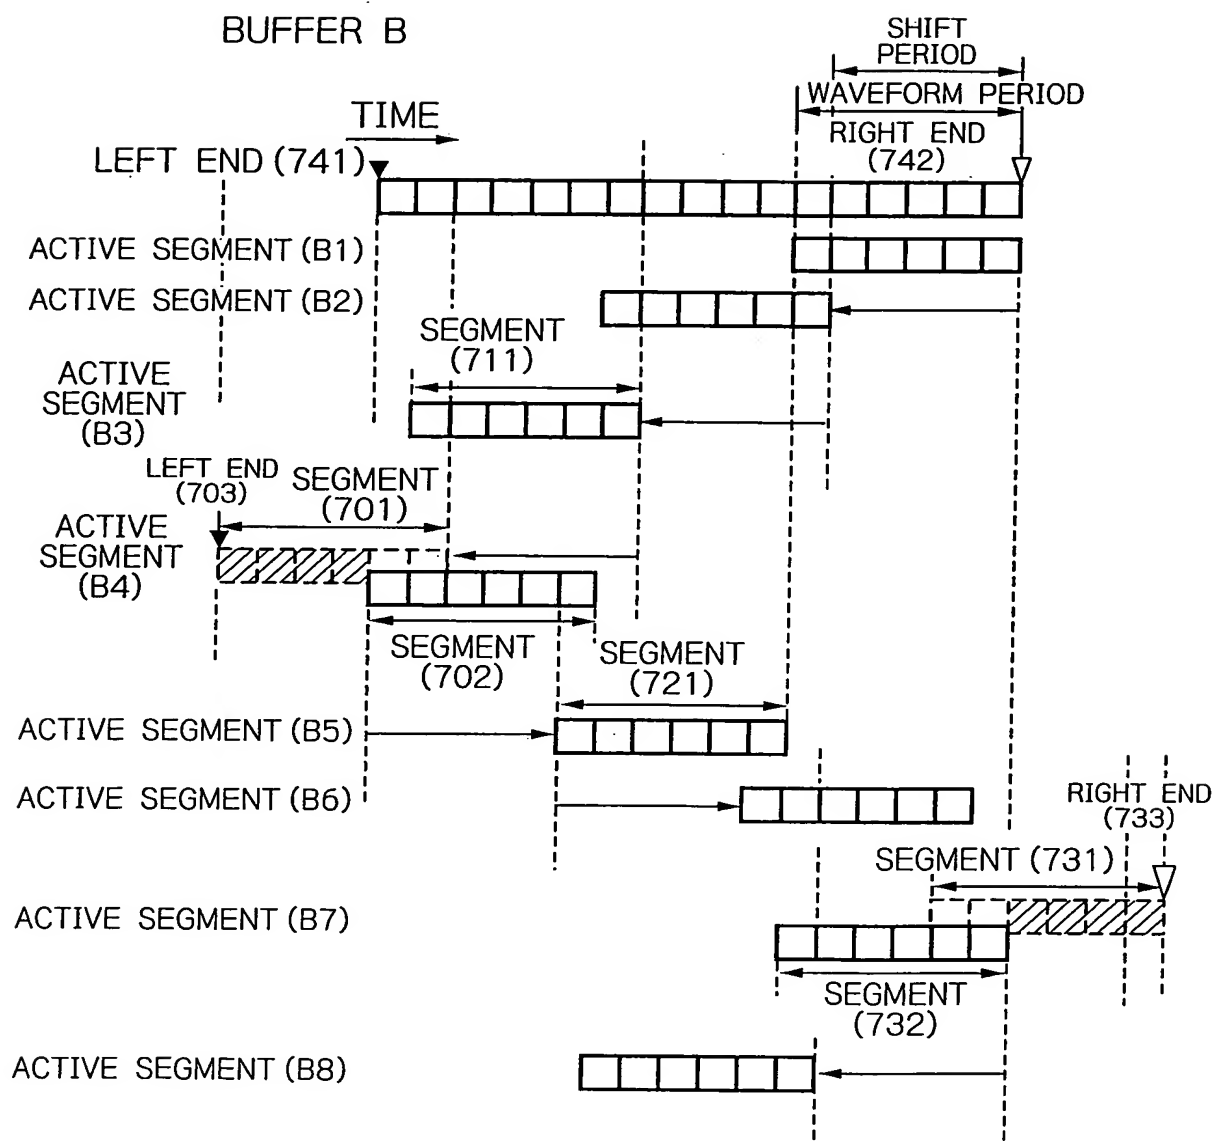 BUFFER B
SHIFT
PERIOD
WAVEFORM PERIOD
TIME
RIGHT END
(742)
LEFT END (741)
ACTIVE SEGMENT (B1)
ACTIVE SEGMENT (B2)
SEGMENT
(711)
ACTIVE
SEGMENT
(B3)
LEFT END
(703)
SEGMENT
(701)
ACTIVE
SEGMENT
(B4)
SEGMENT
(702)
SEGMENT
(721)
ACTIVE SEGMENT (B5)
ACTIVE SEGMENT (B6)
RIGHT END
(733)
SEGMENT (731)
ACTIVE SEGMENT (B7)
SEGMENT
(732)
ACTIVE SEGMENT (B8)